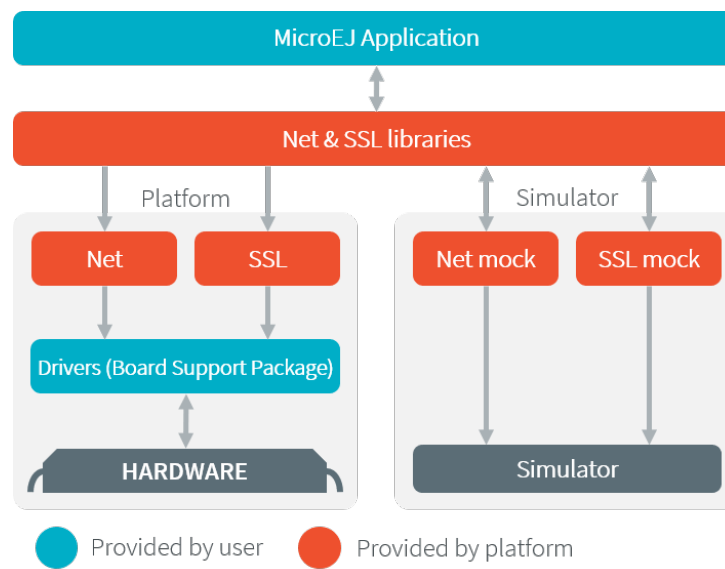 MicroEJ Application
Net & SSL libraries
Platform
Simulator
Net
SSL
Net mock
SSL mock
Drivers (Board Support Package)
HARDWARE
Simulator
Provided by user
Provided by platform